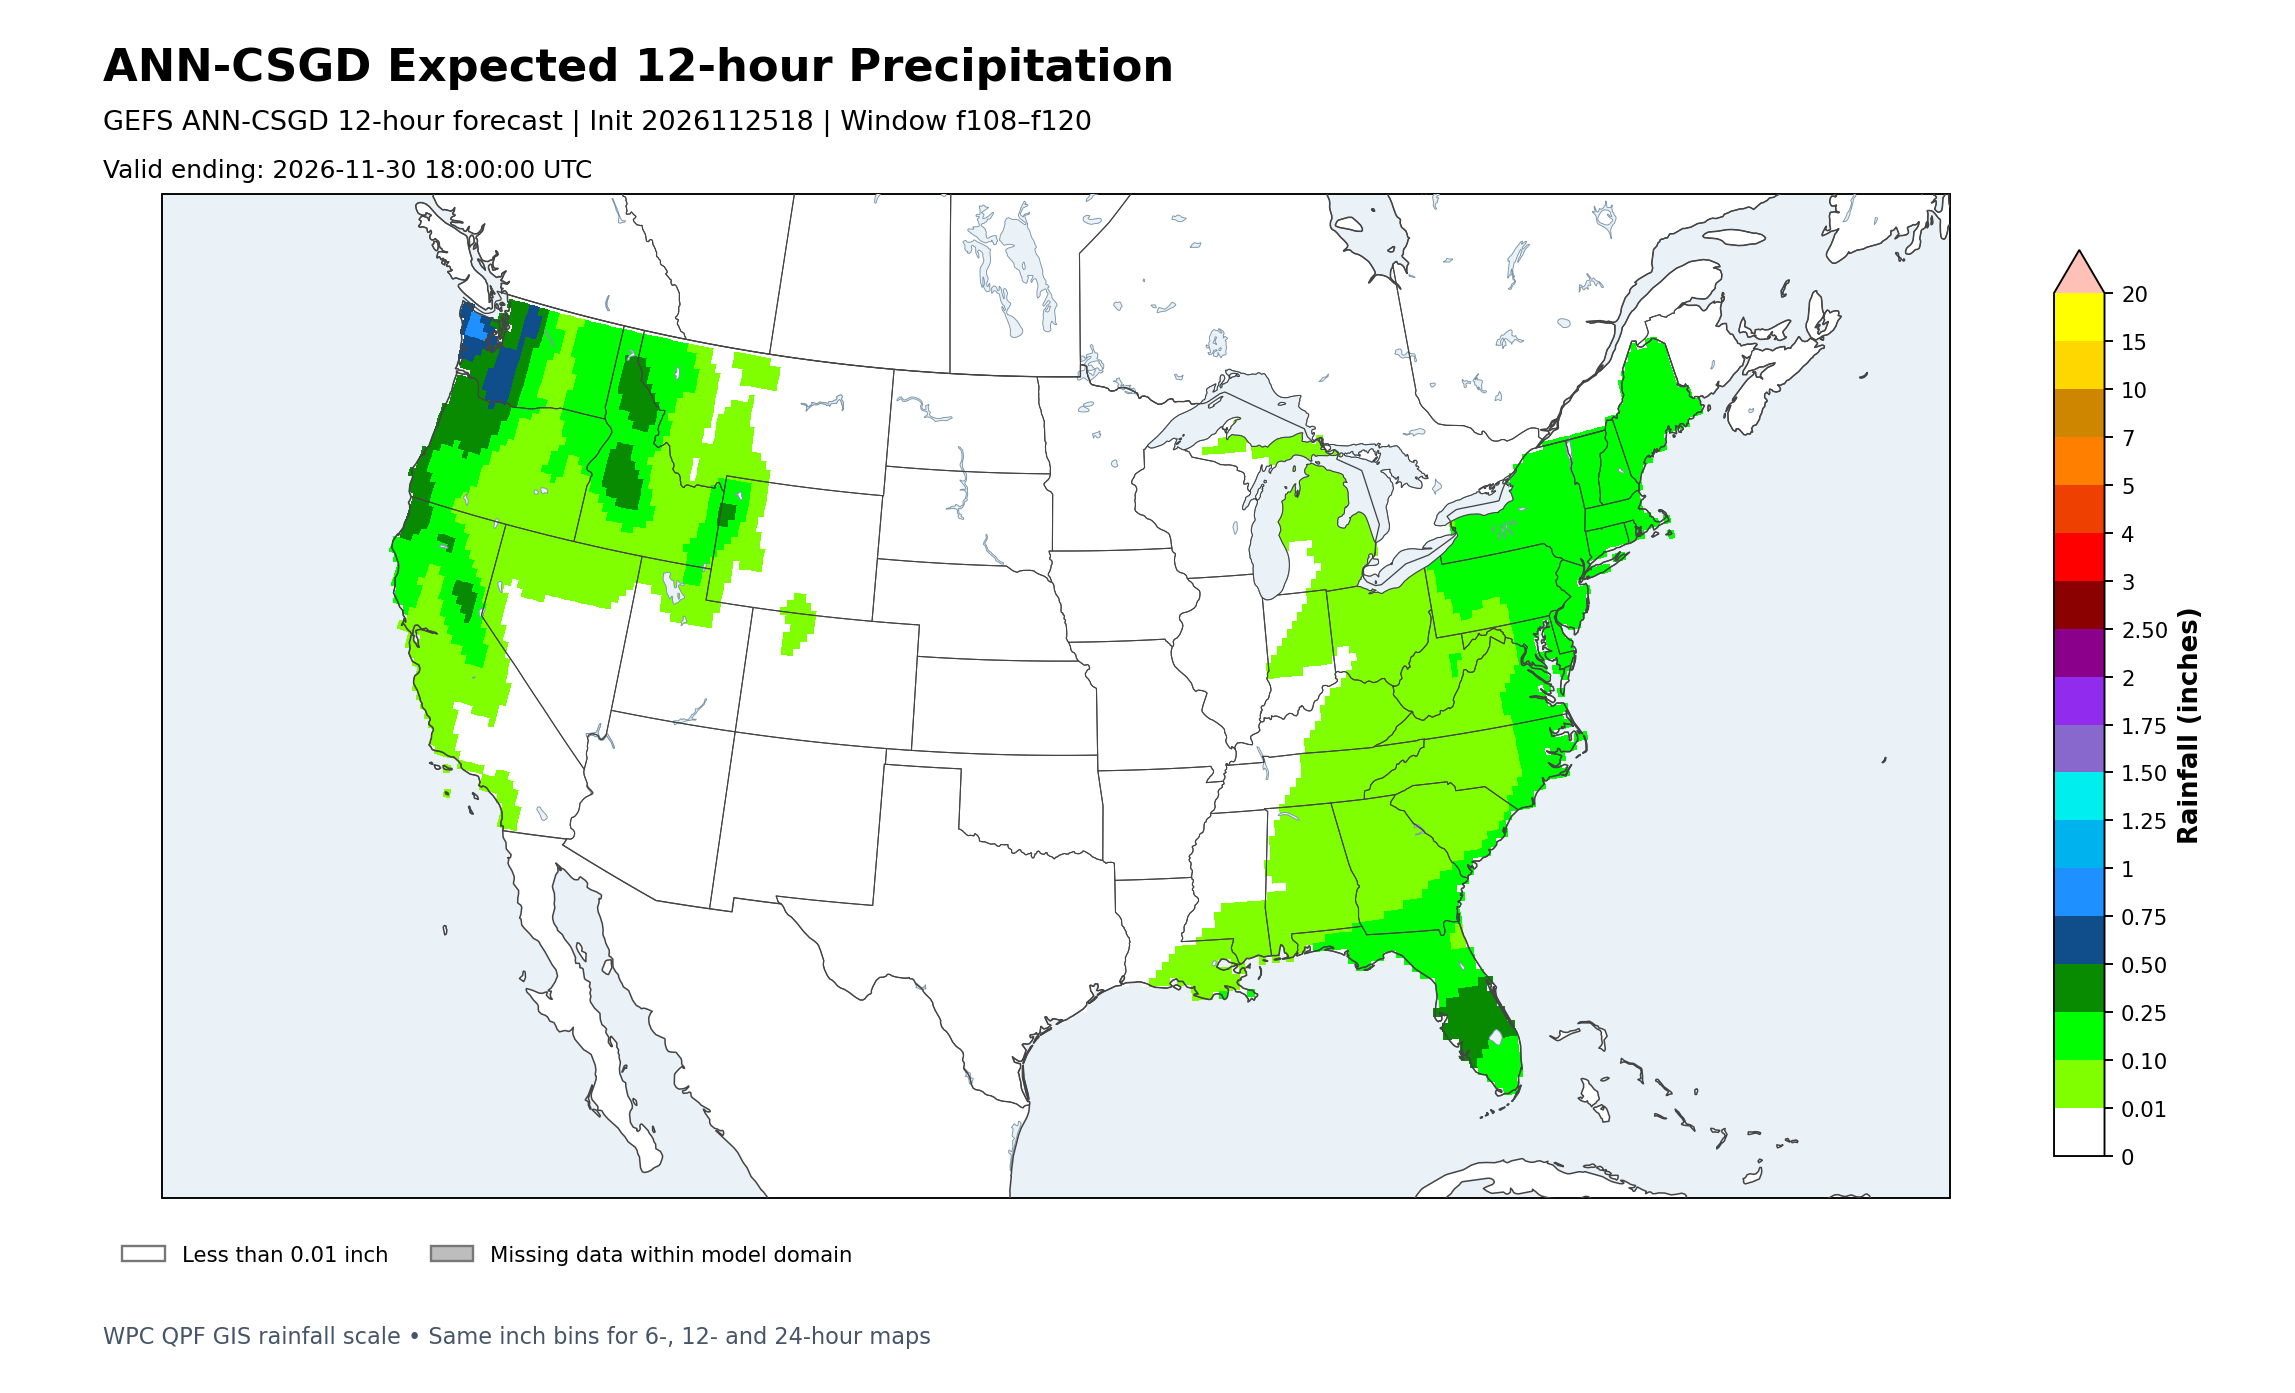 ANN-CSGD Expected 12-hour Precipitation
GEFS ANN-CSGD 12-hour forecast | Init 2026112518 | Window f108–f120
Valid ending: 2026-11-30 18:00:00 UTC
20
15
10
7
5
4
3
2.50
2
1.75
1.50
1.25
1
0.75
0.50
0.25
0.10
0.01
0
Rainfall (inches)
Less than 0.01 inch
Missing data within model domain
WPC QPF GIS rainfall scale • Same inch bins for 6-, 12- and 24-hour maps